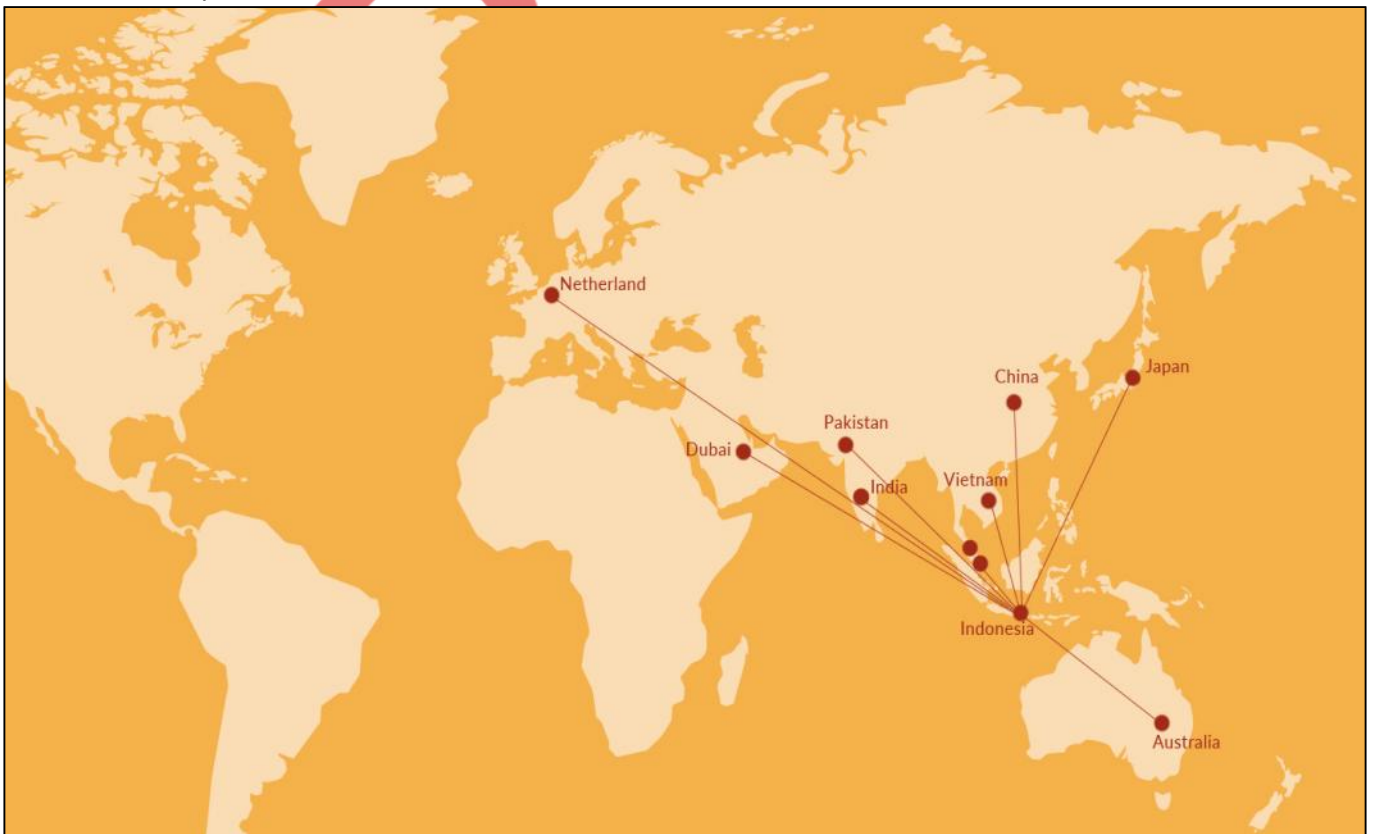 Netherland
Japan
China
Pakistan
Dubai
Vietnam
India
Indonesia
Australia